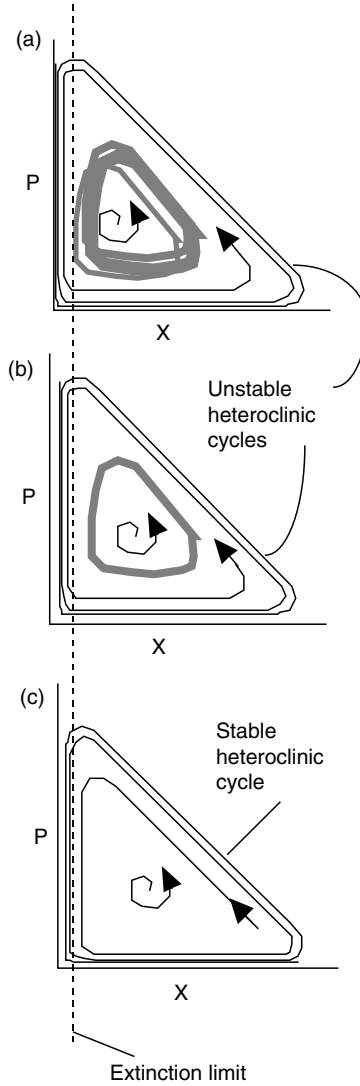 (a)
P
X
(b)
Unstable
heteroclinic
cycles
P
X
(c)
Stable
heteroclinic
cycle
P
X
Extinction limit